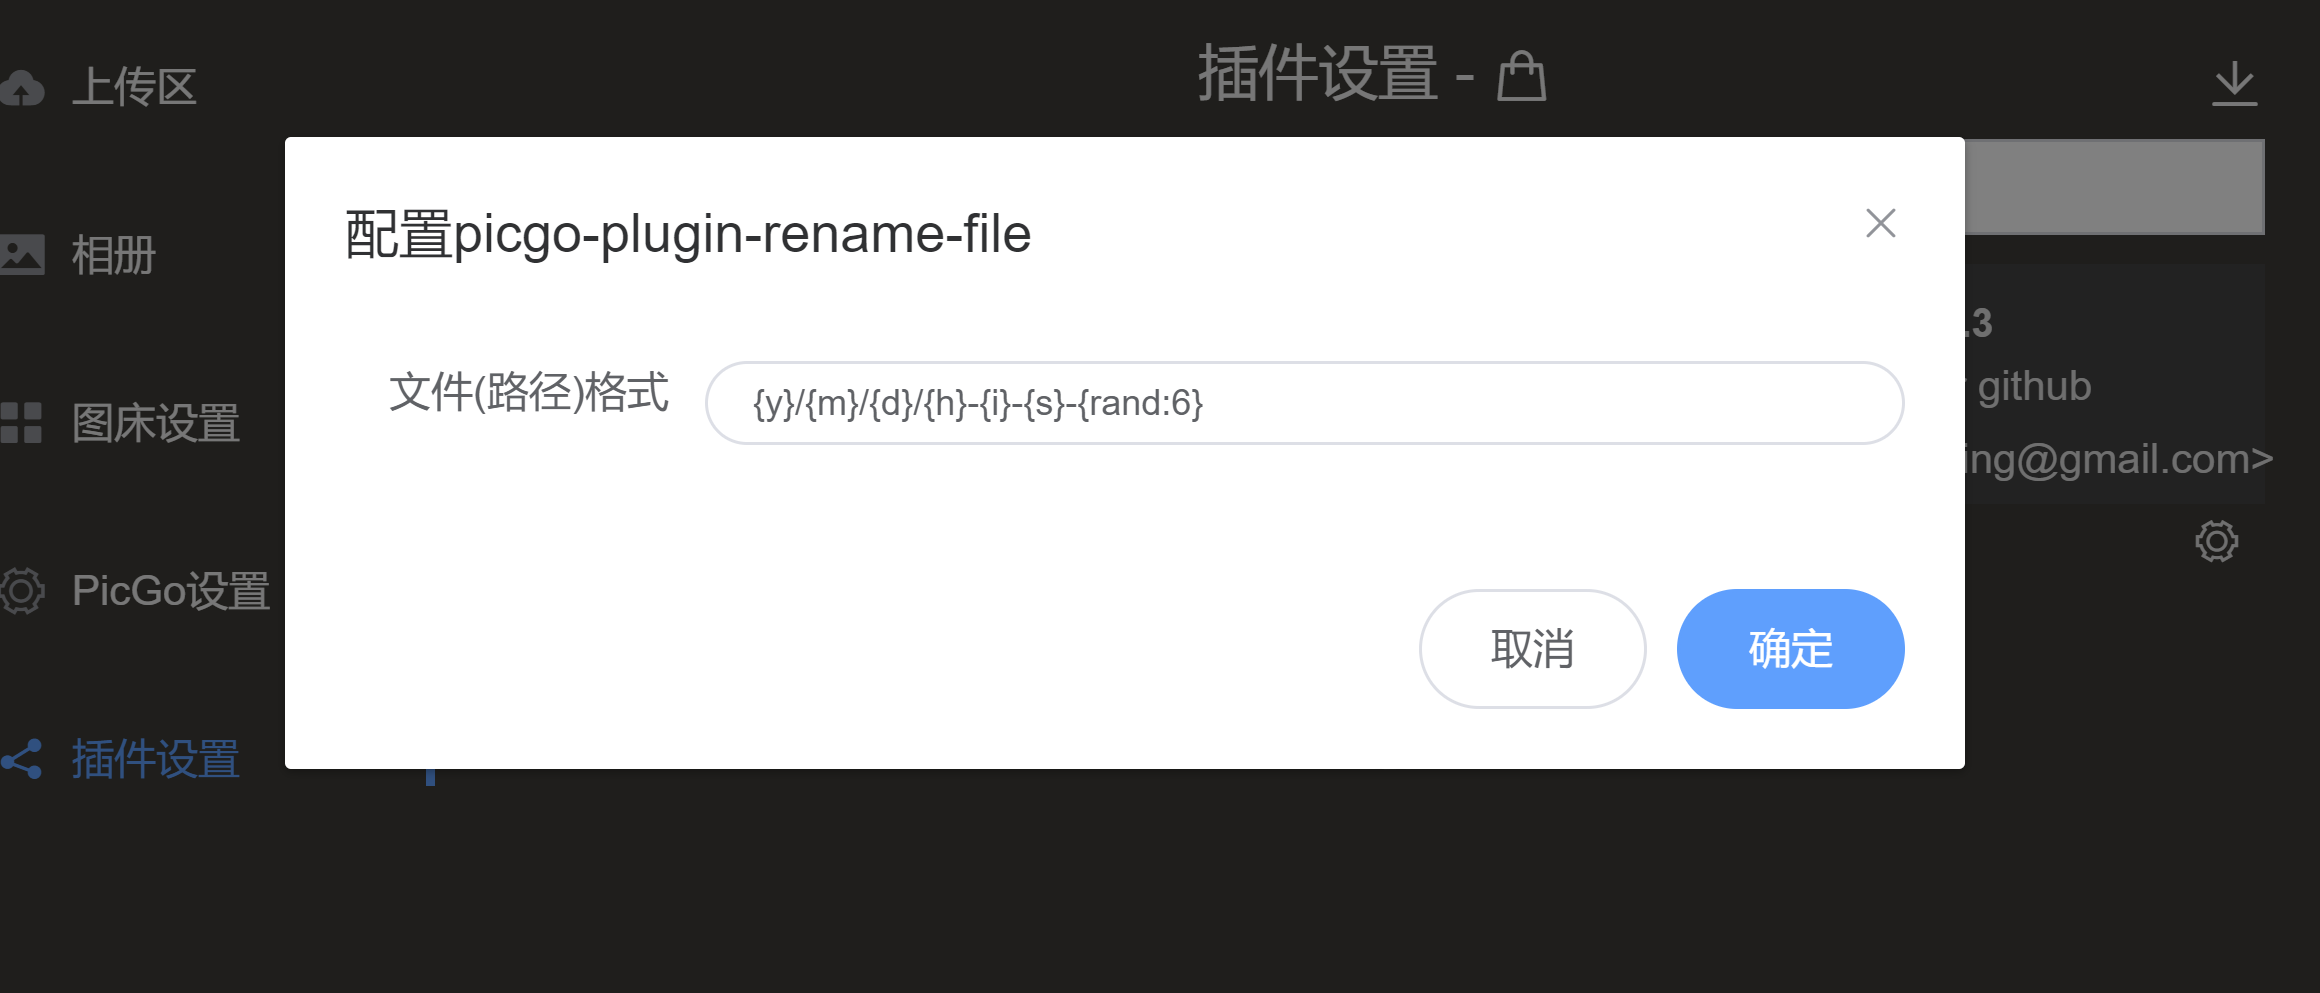 上传区
相册
图床设置
PicGo设置
插件设置
插件设置 -
配置picgo-plugin-rename-file
文件(路径)格式
{y}/{m}/{d}/{h}-{i}-{s}-{rand:6}
取消
确定
.3
github
ing@gmail.com>